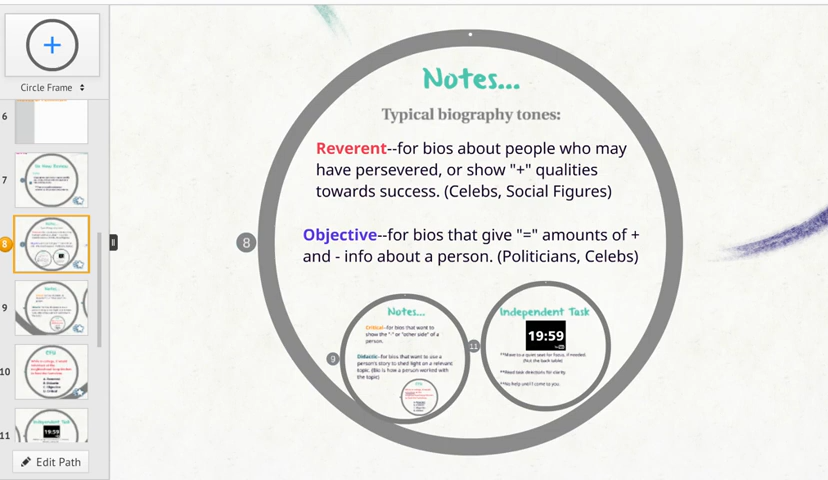 Circle Frame
6
7
8
9
10
11
Edit Path
Notes...
Typical biography tones:
Reverent--for bios about people who may
have persevered, or show "+" qualities
towards success. (Celebs, Social Figures)
Objective--for bios that give "=" amounts of +
and - info about a person. (Politicians, Celebs)
8
Notes...
Critical--for bios that want to
show the "-" or "other side" of a
person.
Didactic--for bios that want to use a
person's story to shed light on a relevant
topic. (Bio is how a person worked with
the topic)
9
11
Independent Task
19:59
**Move to a quiet seat for focus, if needed.
(Not the back table)
**Read task directions for clarity
**No help until I come to you.